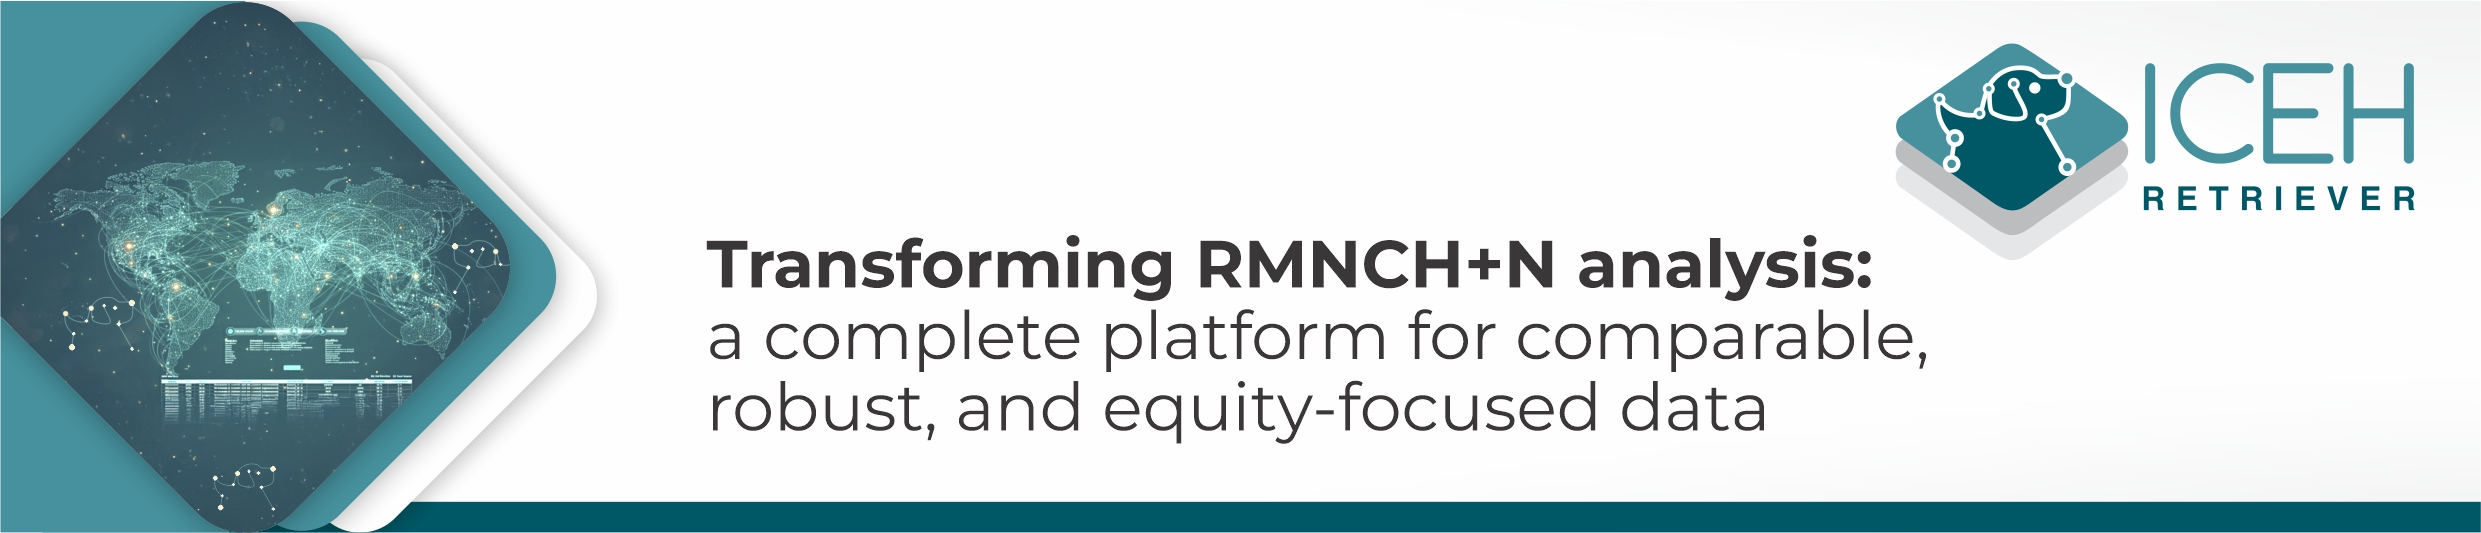 ICEH
RETRIEVER
Transforming RMNCH+N analysis:
a complete platform for comparable,
robust, and equity-focused data